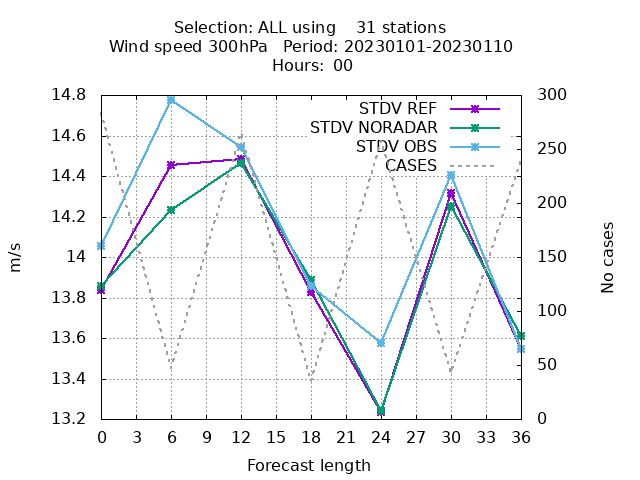 Selection: ALL using    31 stations
Wind speed 300hPa   Period: 20230101-20230110
Hours:  00
14.8
14.6
14.4
14.2
14
13.8
13.6
13.4
13.2
m/s
STDV REF
STDV NORADAR
STDV OBS
CASES
300
250
200
150
100
50
0
No cases
0 3 6 9 12 15 18 21 24 27 30 33 36
Forecast length